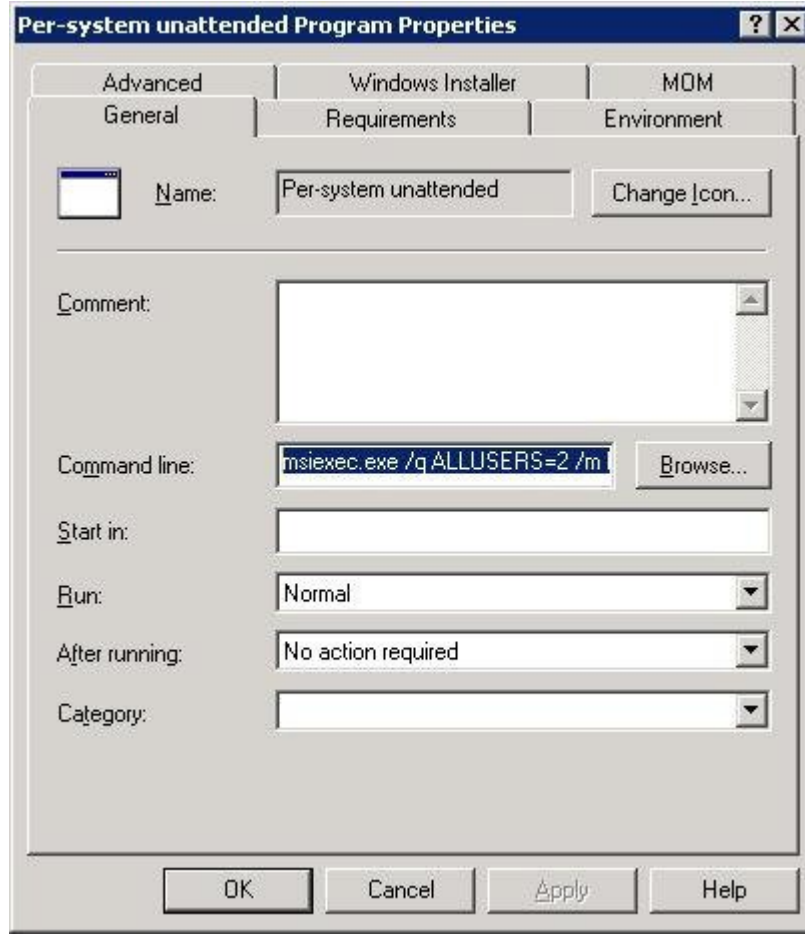 Per-system unattended Program Properties
Advanced Windows Installer MOM
General Requirements Environment
Name: Per-system unattended Change Icon...
Comment:
Command line: msiexec.exe /q ALLUSERS=2 /m Browse...
Start in:
Run: Normal
After running: No action required
Category:
OK Cancel Apply Help